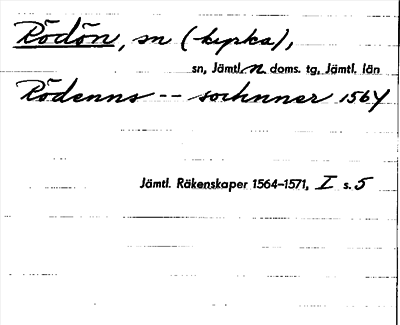 Rödön, sn (kyrka),
sn, Jämtl. n. doms. tg, Jämtl. län
Rödenns -- sochnner 1564
Jämtl. Räkenskaper 1564–1571, I s. 5